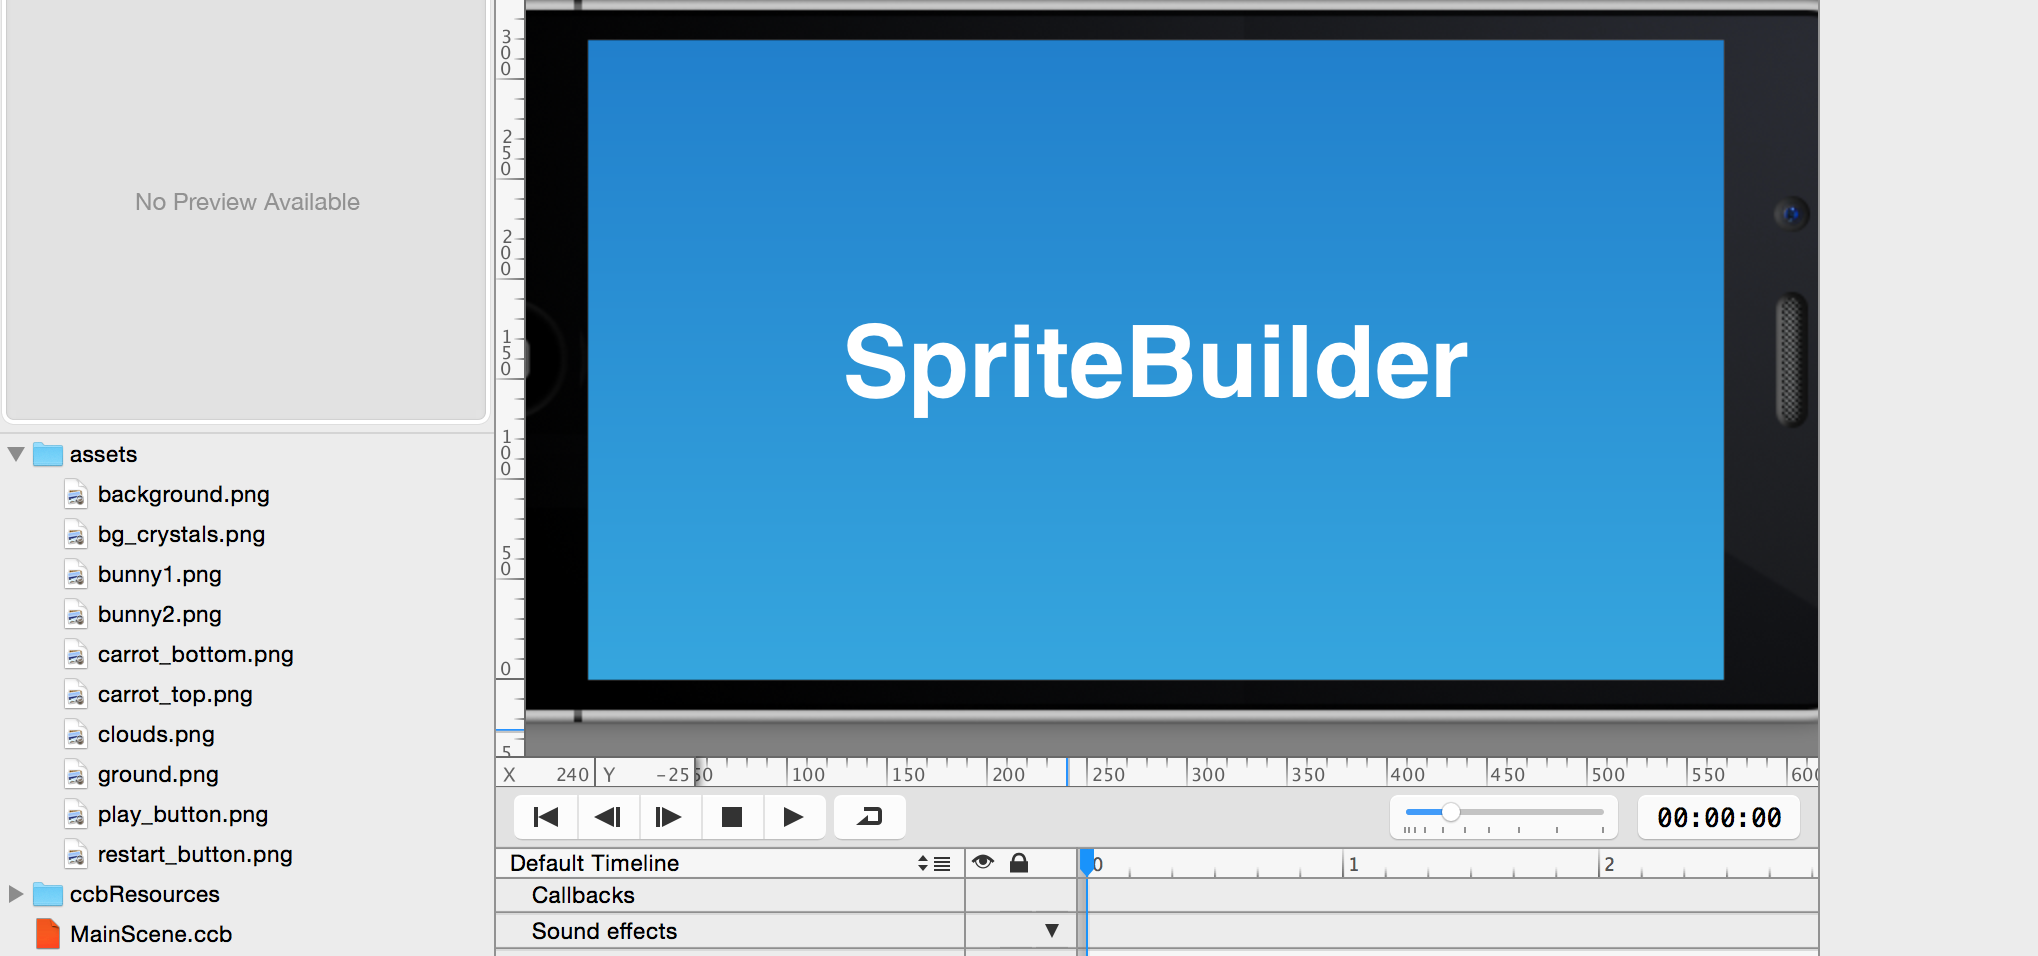 No Preview Available
assets
background.png
bg_crystals.png
bunny1.png
bunny2.png
carrot_bottom.png
carrot_top.png
clouds.png
ground.png
play_button.png
restart_button.png
ccbResources
MainScene.ccb
300
250
200
150
100
50
0
5
SpriteBuilder
X 240 Y -25 50 100 150 200 250 300 350 400 450 500 550 600
00:00:00
Default Timeline 0 1 2
Callbacks
Sound effects